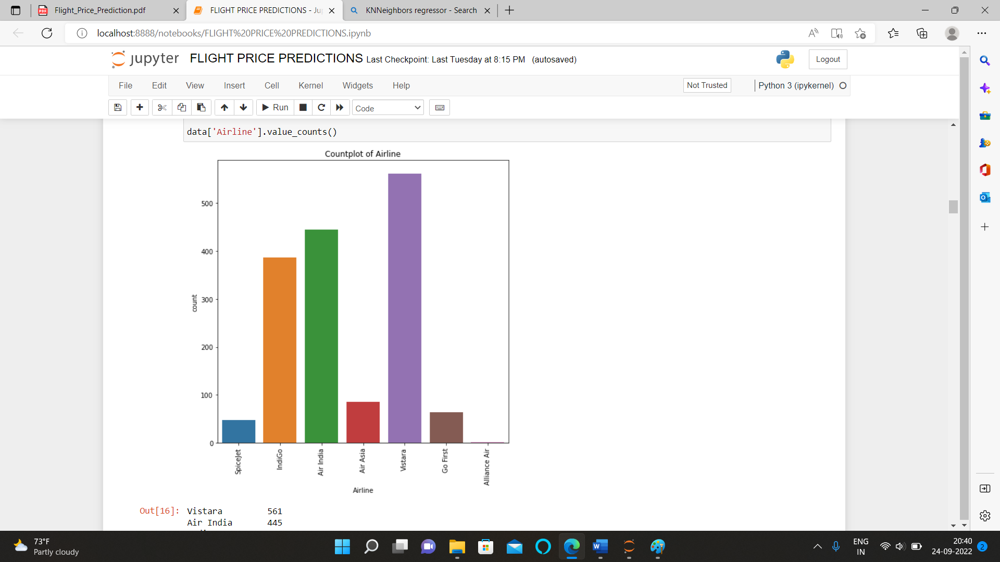 Flight_Price_Prediction.pdf
FLIGHT PRICE PREDICTIONS - Ju
KNNeighbors regressor - Search
localhost:8888/notebooks/FLIGHT%20PRICE%20PREDICTIONS.ipynb
jupyter FLIGHT PRICE PREDICTIONS Last Checkpoint: Last Tuesday at 8:15 PM (autosaved)
Logout
File Edit View Insert Cell Kernel Widgets Help
Not Trusted
Python 3 (ipykernel)
Run
Code
data['Airline'].value_counts()
Countplot of Airline
500
400
300
200
100
0
count
SpiceJet
IndiGo
Air India
Air Asia
Vistara
Go First
Alliance Air
Airline
Out[16]: Vistara 561
Air India 445
73°F
Partly cloudy
ENG
IN
20:40
24-09-2022
2